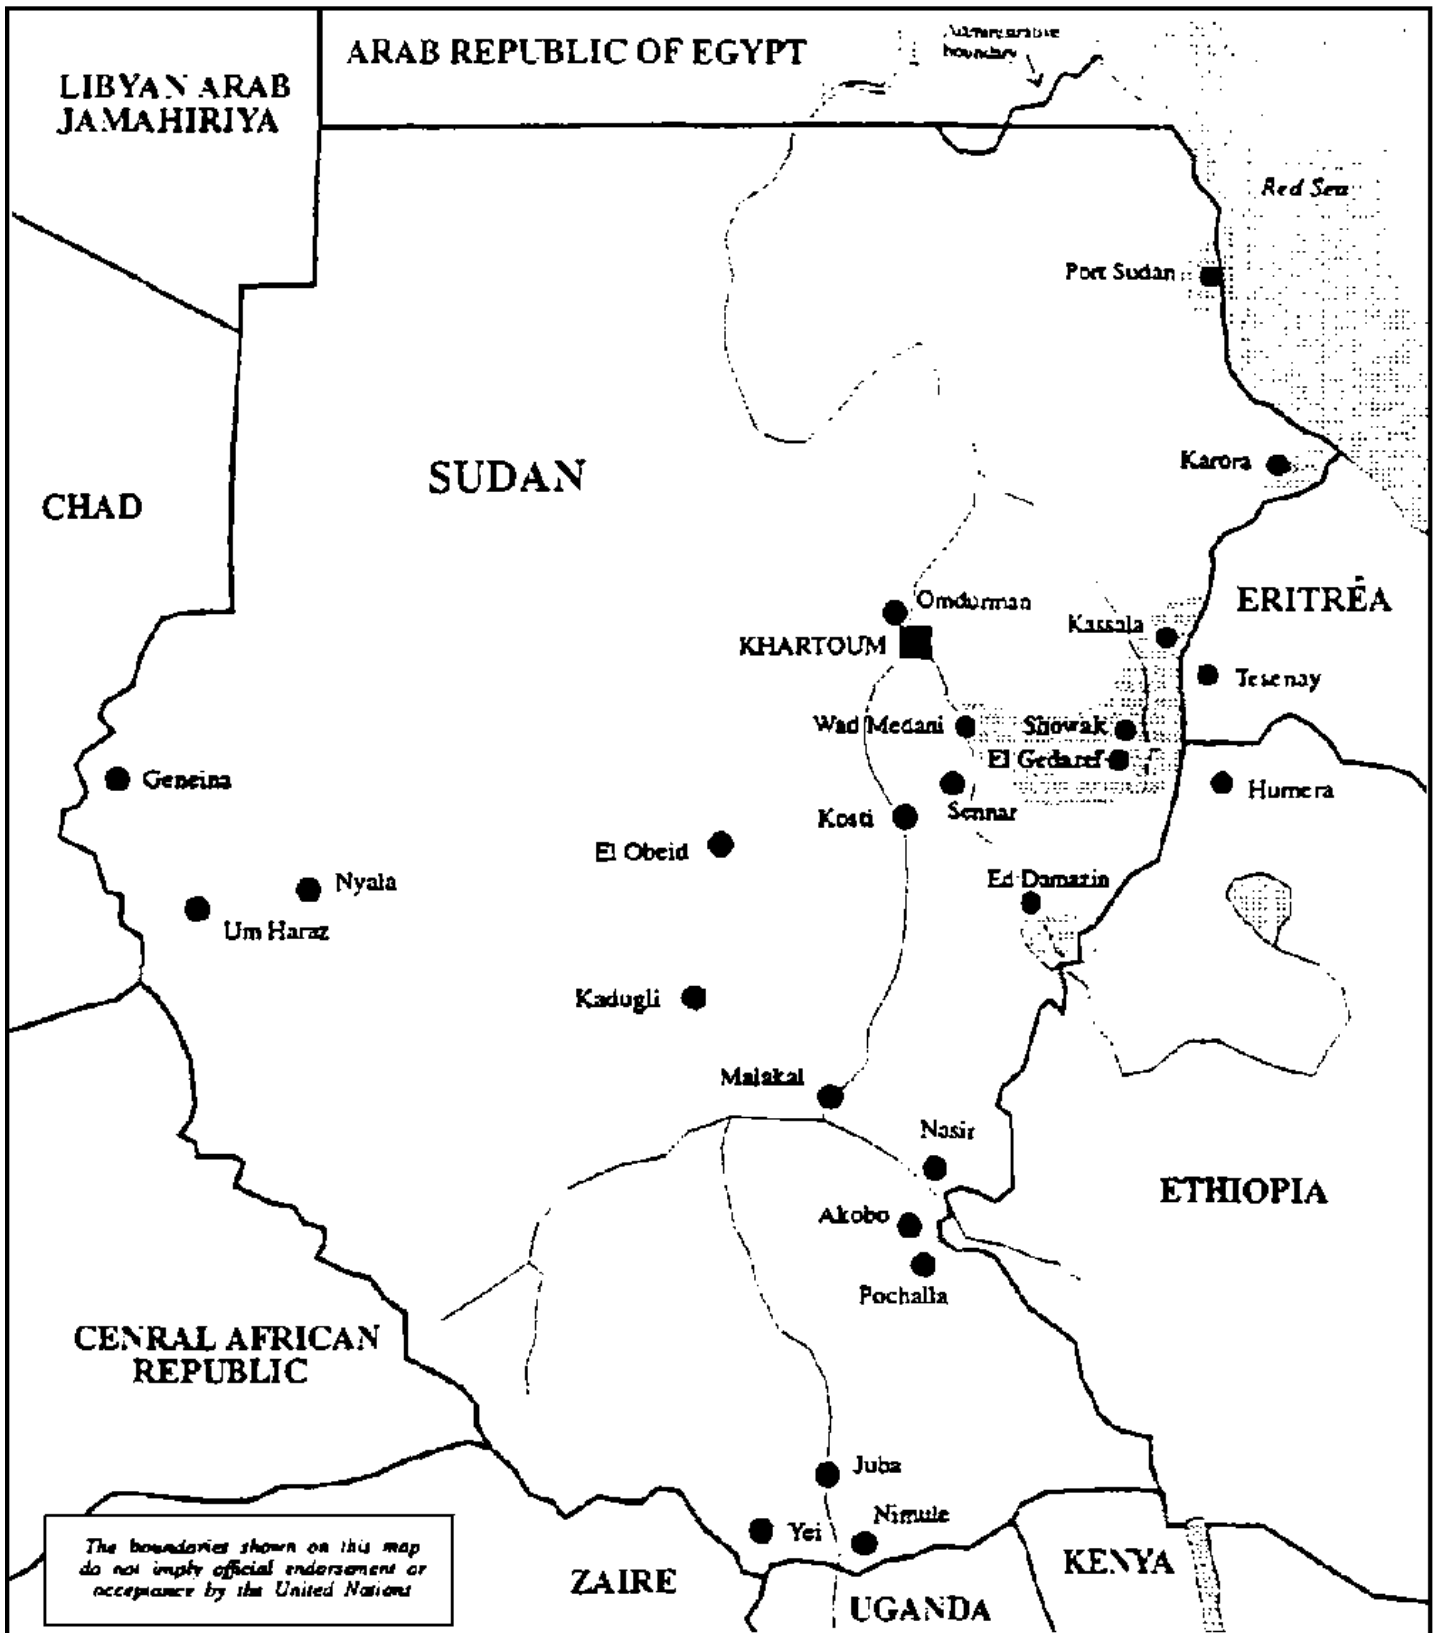 ARAB REPUBLIC OF EGYPT
Administrative
boundary
LIBYAN ARAB
JAMAHIRIYA
Red Sea
Port Sudan
Karora
SUDAN
CHAD
ERITRÉA
Omdurman
Kassala
KHARTOUM
Tesenay
Wad Medani
Showak
El Gedaref
Geneina
Humera
Sennar
Kosti
El Obeid
Nyala
Ed Damazin
Um Haraz
Kadugli
Malakal
Nasir
ETHIOPIA
Akobo
Pochalla
CENRAL AFRICAN
REPUBLIC
Juba
Nimule
Yei
The boundaries shown on this map
do not imply official endorsement or
acceptance by the United Nations
KENYA
ZAIRE
UGANDA